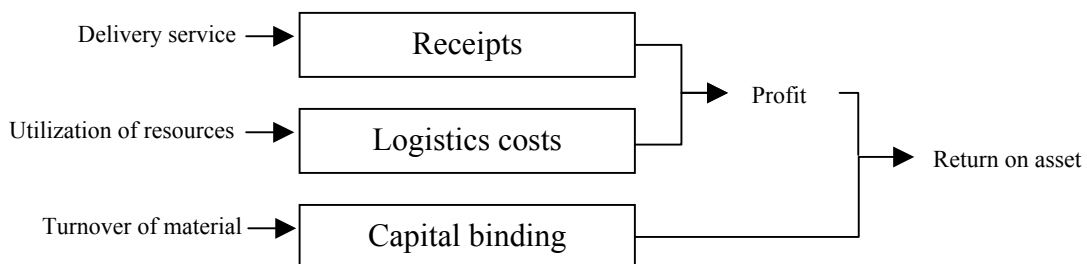 Delivery service
Receipts
Profit
Utilization of resources
Logistics costs
Return on asset
Turnover of material
Capital binding